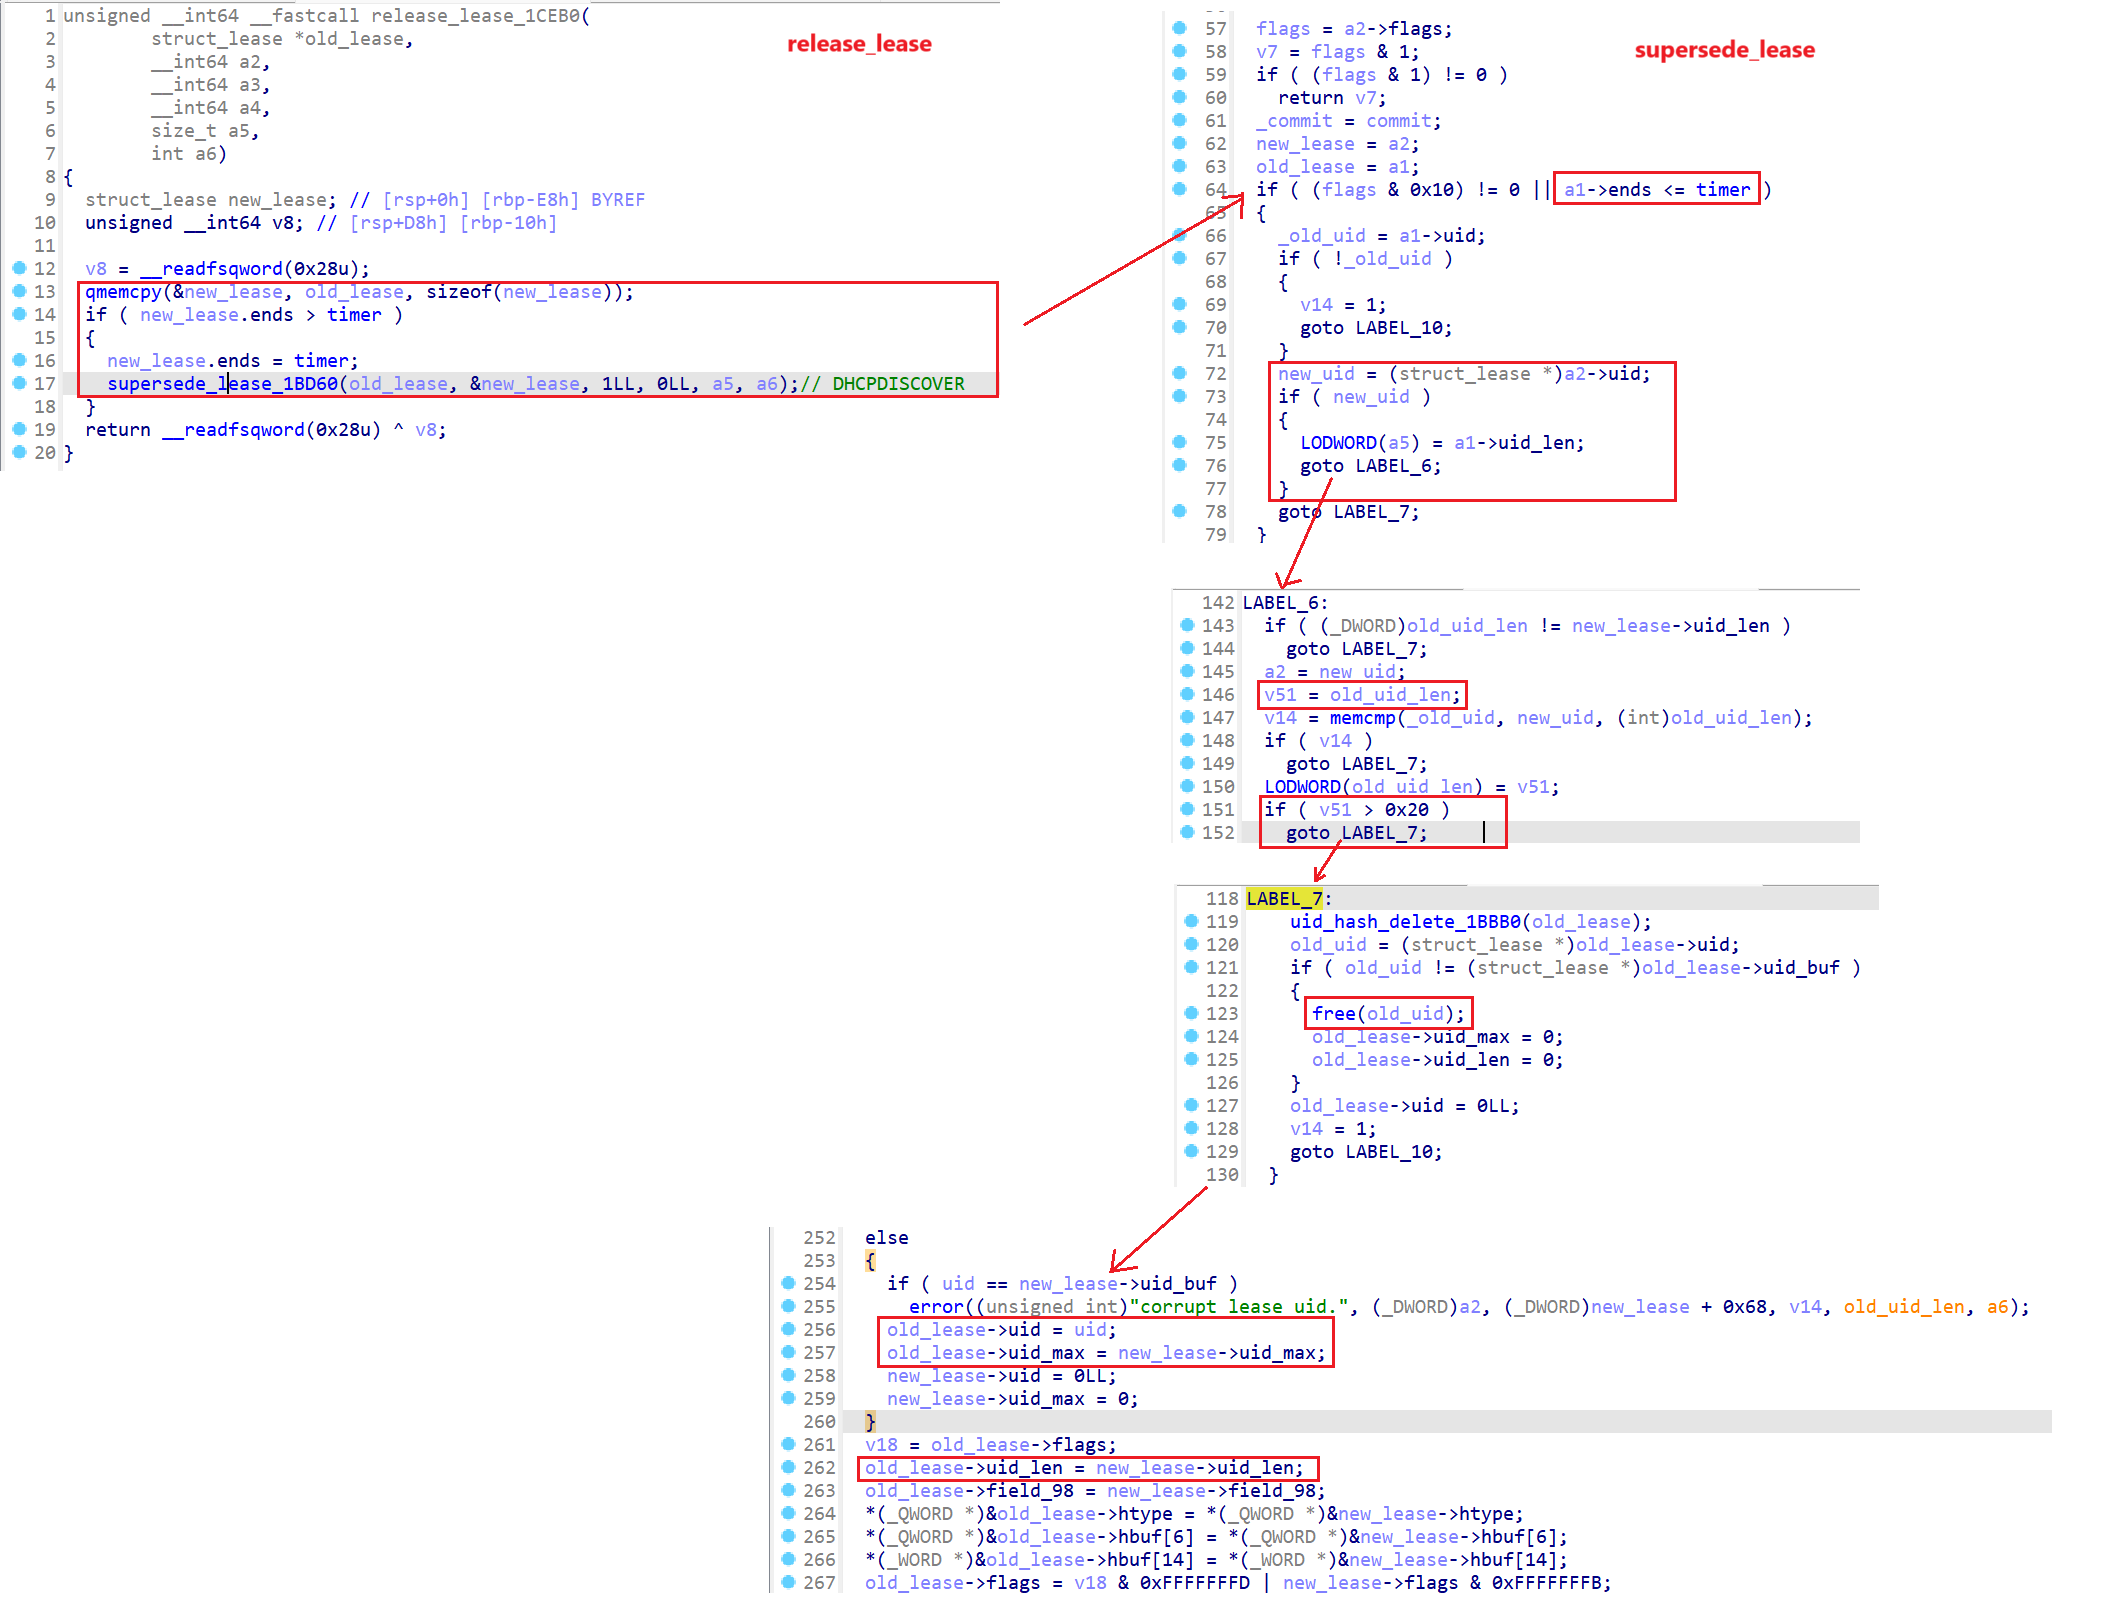 1 unsigned __int64 __fastcall release_lease_1CEB0(
2 struct_lease *old_lease,
3 __int64 a2,
4 __int64 a3,
5 __int64 a4,
6 size_t a5,
7 int a6)
8 {
9 struct_lease new_lease; // [rsp+0h] [rbp-E8h] BYREF
10 unsigned __int64 v8; // [rsp+D8h] [rbp-10h]
11
12 v8 = __readfsqword(0x28u);
13 qmemcpy(&new_lease, old_lease, sizeof(new_lease));
14 if ( new_lease.ends > timer )
15 {
16 new_lease.ends = timer;
17 supersede_lease_1BD60(old_lease, &new_lease, 1LL, 0LL, a5, a6);// DHCPDISCOVER
18 }
19 return __readfsqword(0x28u) ^ v8;
20 }
release_lease
supersede_lease
57 flags = a2->flags;
58 v7 = flags & 1;
59 if ( (flags & 1) != 0 )
60 return v7;
61 _commit = commit;
62 new_lease = a2;
63 old_lease = a1;
64 if ( (flags & 0x10) != 0 || a1->ends <= timer )
65 {
66 _old_uid = a1->uid;
67 if ( !_old_uid )
68 {
69 v14 = 1;
70 goto LABEL_10;
71 }
72 new_uid = (struct_lease *)a2->uid;
73 if ( new_uid )
74 {
75 LODWORD(a5) = a1->uid_len;
76 goto LABEL_6;
77 }
78 goto LABEL_7;
79 }
142 LABEL_6:
143 if ( (_DWORD)old_uid_len != new_lease->uid_len )
144 goto LABEL_7;
145 a2 = new_uid;
146 v51 = old_uid_len;
147 v14 = memcmp(_old_uid, new_uid, (int)old_uid_len);
148 if ( v14 )
149 goto LABEL_7;
150 LODWORD(old_uid_len) = v51;
151 if ( v51 > 0x20 )
152 goto LABEL_7;
118 LABEL_7:
119 uid_hash_delete_1BBB0(old_lease);
120 old_uid = (struct_lease *)old_lease->uid;
121 if ( old_uid != (struct_lease *)old_lease->uid_buf )
122 {
123 free(old_uid);
124 old_lease->uid_max = 0;
125 old_lease->uid_len = 0;
126 }
127 old_lease->uid = 0LL;
128 v14 = 1;
129 goto LABEL_10;
130 }
252 else
253 {
254 if ( uid == new_lease->uid_buf )
255 error((unsigned int)"corrupt lease uid.", (_DWORD)a2, (_DWORD)new_lease + 0x68, v14, old_uid_len, a6);
256 old_lease->uid = uid;
257 old_lease->uid_max = new_lease->uid_max;
258 new_lease->uid = 0LL;
259 new_lease->uid_max = 0;
260 }
261 v18 = old_lease->flags;
262 old_lease->uid_len = new_lease->uid_len;
263 old_lease->field_98 = new_lease->field_98;
264 *(_QWORD *)&old_lease->htype = *(_QWORD *)&new_lease->htype;
265 *(_QWORD *)&old_lease->hbuf[6] = *(_QWORD *)&new_lease->hbuf[6];
266 *(_WORD *)&old_lease->hbuf[14] = *(_WORD *)&new_lease->hbuf[14];
267 old_lease->flags = v18 & 0xFFFFFFFD | new_lease->flags & 0xFFFFFFFB;